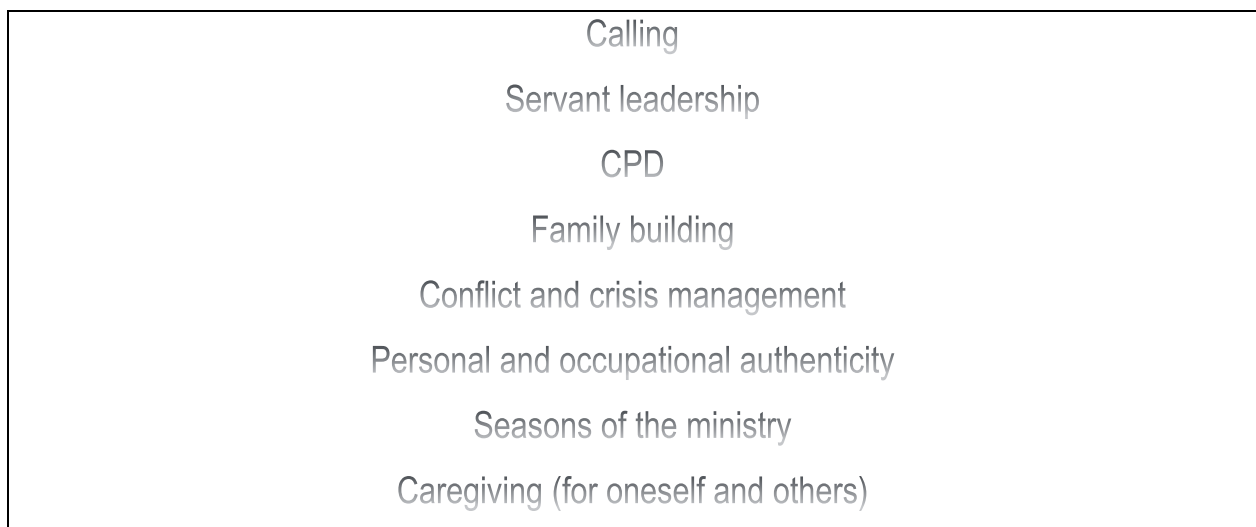 Calling
Servant leadership
CPD
Family building
Conflict and crisis management
Personal and occupational authenticity
Seasons of the ministry
Caregiving (for oneself and others)